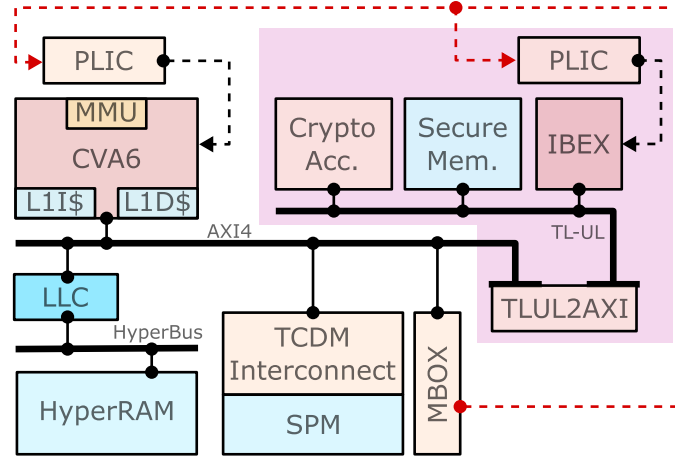 PLIC
PLIC
MMU
CVA6
L1I$
L1D$
Crypto
Acc.
Secure
Mem.
IBEX
AXI4
TL-UL
LLC
TLUL2AXI
HyperBus
TCDM
Interconnect
SPM
MBOX
HyperRAM